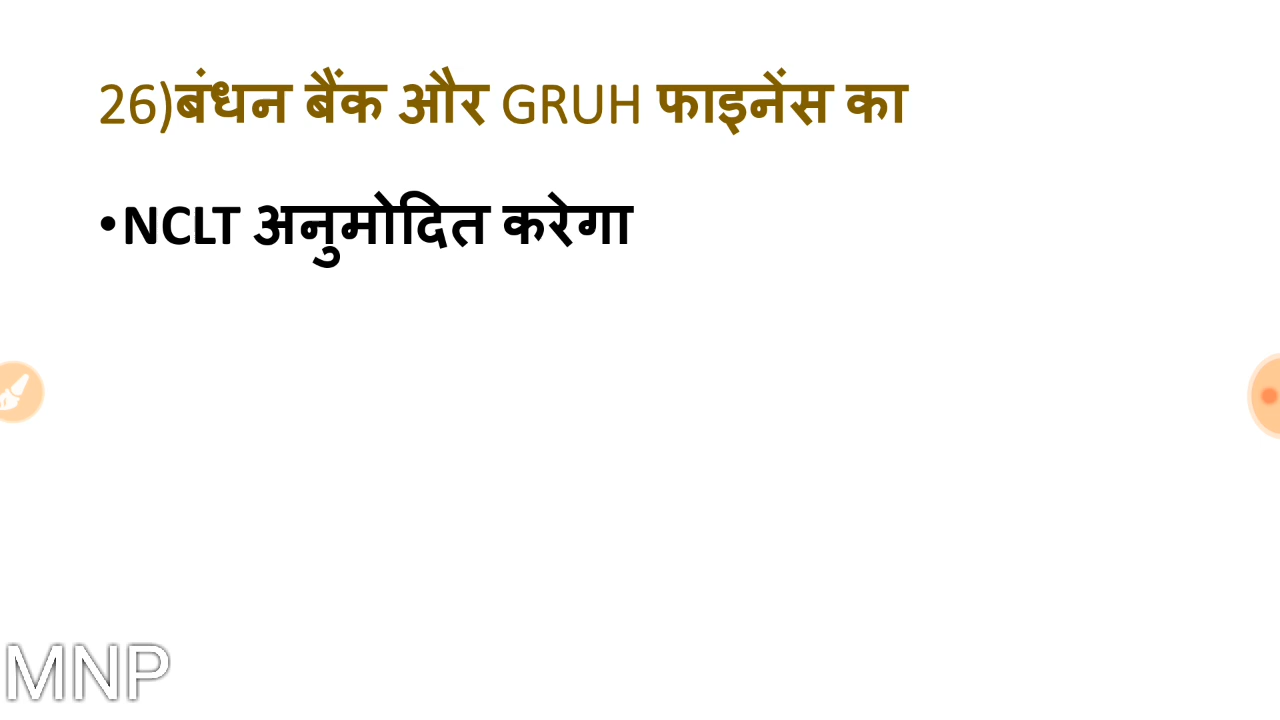 26)बंधन बैंक और GRUH फाइनेंस का
•NCLT अनुमोदित करेगा
MNP